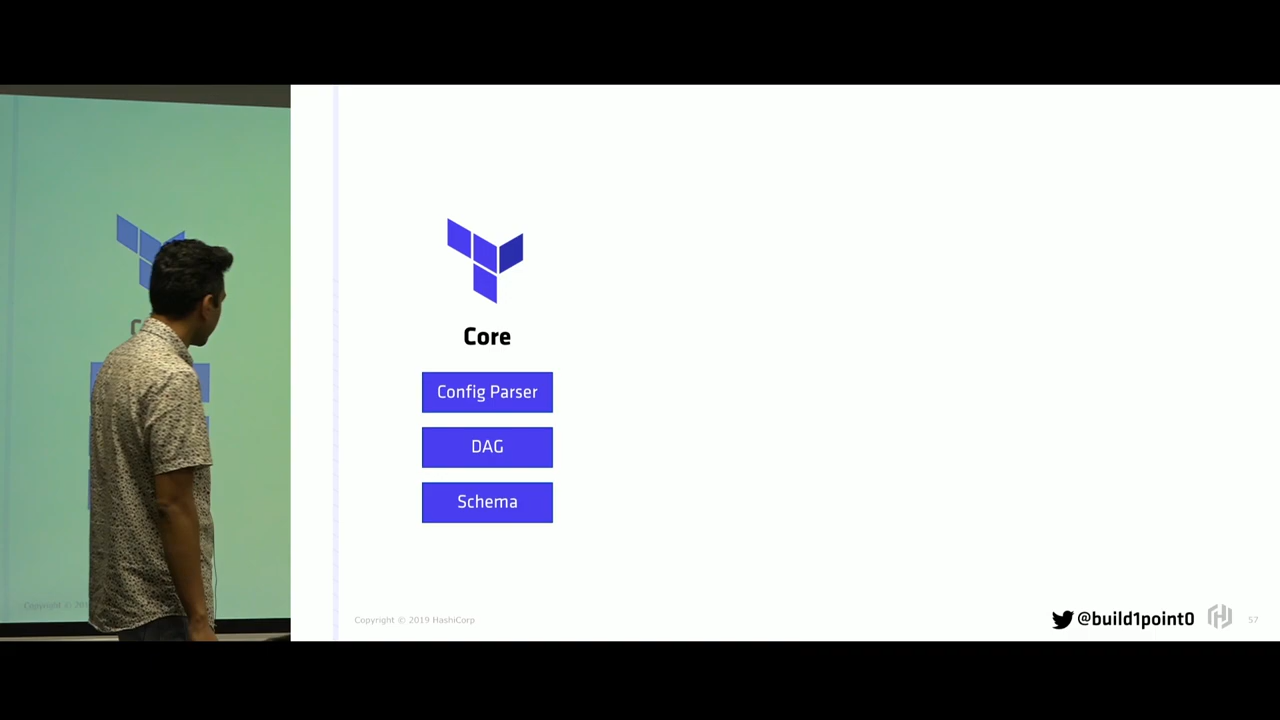 Core
Config Parser
DAG
Schema
Copyright © 2019 HashiCorp
@build1point0
57